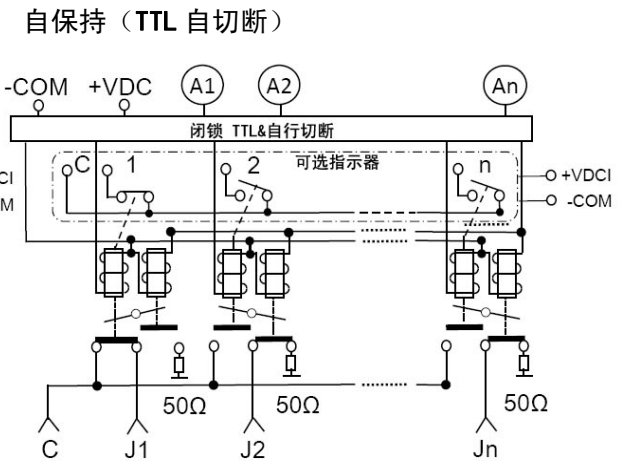 自保持（TTL 自切断）
-COM +VDC A1 A2 An
闭锁 TTL&自行切断
C 1 2 可选指示器 n
CI +VDCI
M -COM
50Ω 50Ω 50Ω
C J1 J2 Jn